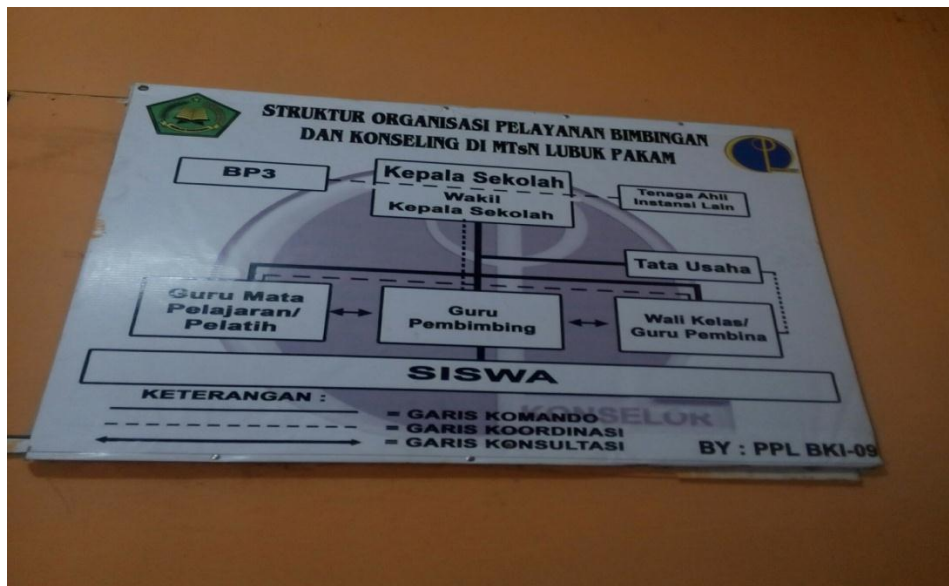 STRUKTUR ORGANISASI PELAYANAN BIMBINGAN
DAN KONSELING DI MTsN LUBUK PAKAM
BP3
Kepala Sekolah
Wakil
Kepala Sekolah
Tenaga Ahli
Instansi Lain
Tata Usaha
Guru Mata
Pelajaran/
Pelatih
Guru
Pembimbing
Wali Kelas/
Guru Pembina
SISWA
KETERANGAN :
= GARIS KOMANDO
= GARIS KOORDINASI
= GARIS KONSULTASI
KONSELOR
BY : PPL BKI-09